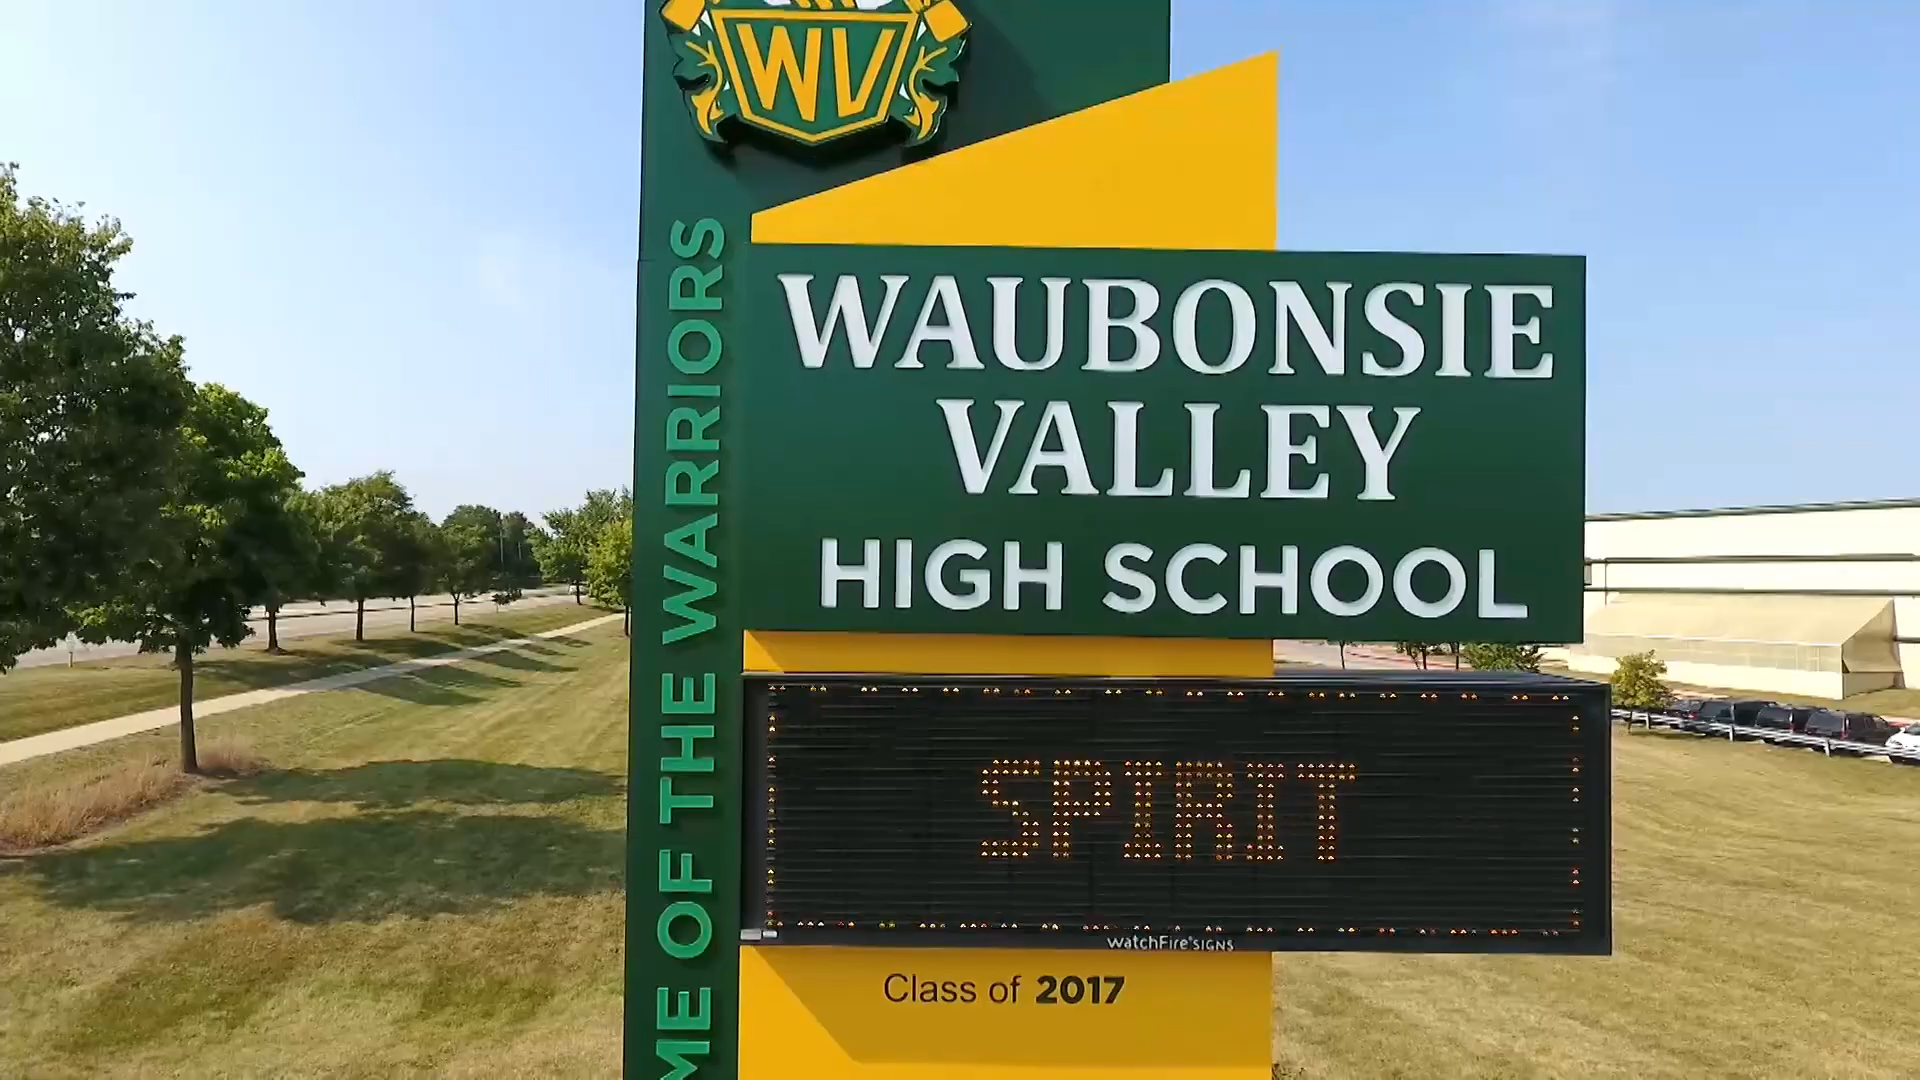 WV
WAUBONSIE
VALLEY
HIGH SCHOOL
ME OF THE WARRIORS
SPIRIT
watchFire SIGNS
Class of 2017